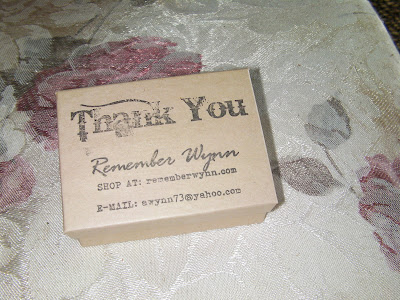 Thank You
Remember Wynn
SHOP AT: rememberwynn.com
E-MAIL: awynn73@yahoo.com